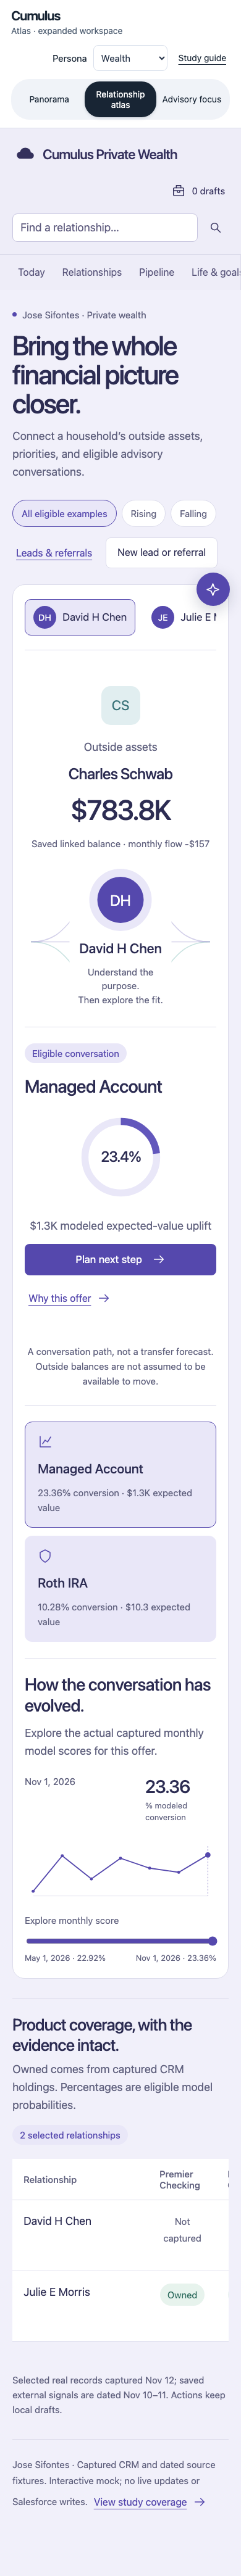 Cumulus
Atlas · expanded workspace
Persona
Wealth
Study guide
Panorama
Relationship
atlas
Advisory focus
Cumulus Private Wealth
0 drafts
Find a relationship...
Today
Relationships
Pipeline
Life & goals
Jose Sifontes · Private wealth
Bring the whole
financial picture
closer.
Connect a household's outside assets,
priorities, and eligible advisory
conversations.
All eligible examples
Rising
Falling
Leads & referrals
New lead or referral
DH
David H Chen
JE
Julie E
CS
Outside assets
Charles Schwab
$783.8K
Saved linked balance · monthly flow -$157
DH
David H Chen
Understand the
purpose.
Then explore the fit.
Eligible conversation
Managed Account
23.4%
$1.3K modeled expected-value uplift
Plan next step
Why this offer
A conversation path, not a transfer forecast.
Outside balances are not assumed to be
available to move.
Managed Account
23.36% conversion · $1.3K expected
value
Roth IRA
10.28% conversion · $10.3 expected
value
How the conversation has
evolved.
Explore the actual captured monthly
model scores for this offer.
Nov 1, 2026
23.36
% modeled
conversion
Explore monthly score
May 1, 2026 · 22.92%
Nov 1, 2026 · 23.36%
Product coverage, with the
evidence intact.
Owned comes from captured CRM
holdings. Percentages are eligible model
probabilities.
2 selected relationships
Relationship
Premier
Checking
David H Chen
Not
captured
Julie E Morris
Owned
Selected real records captured Nov 12; saved
external signals are dated Nov 10–11. Actions keep
local drafts.
Jose Sifontes · Captured CRM and dated source
fixtures. Interactive mock; no live updates or
Salesforce writes.
View study coverage